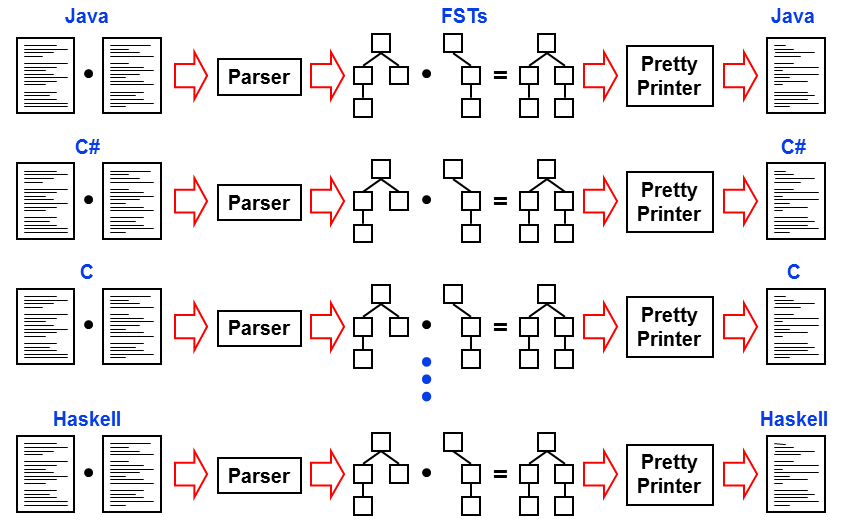 Java FSTs Java
Parser = Pretty
Printer
C# C#
Parser = Pretty
Printer
C C
Parser = Pretty
Printer
Haskell Haskell
Parser = Pretty
Printer